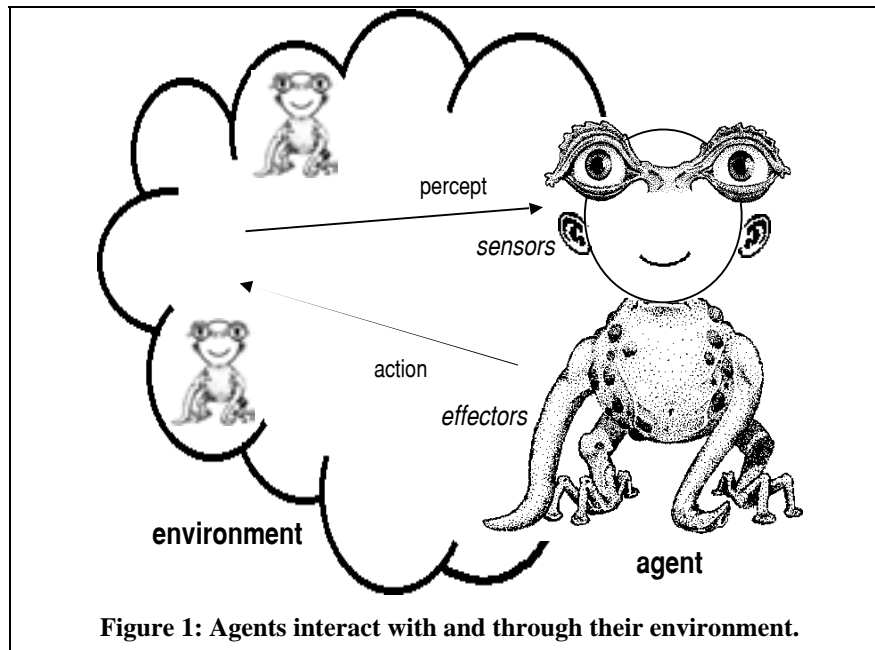 percept
sensors
action
effectors
environment
agent
Figure 1: Agents interact with and through their environment.